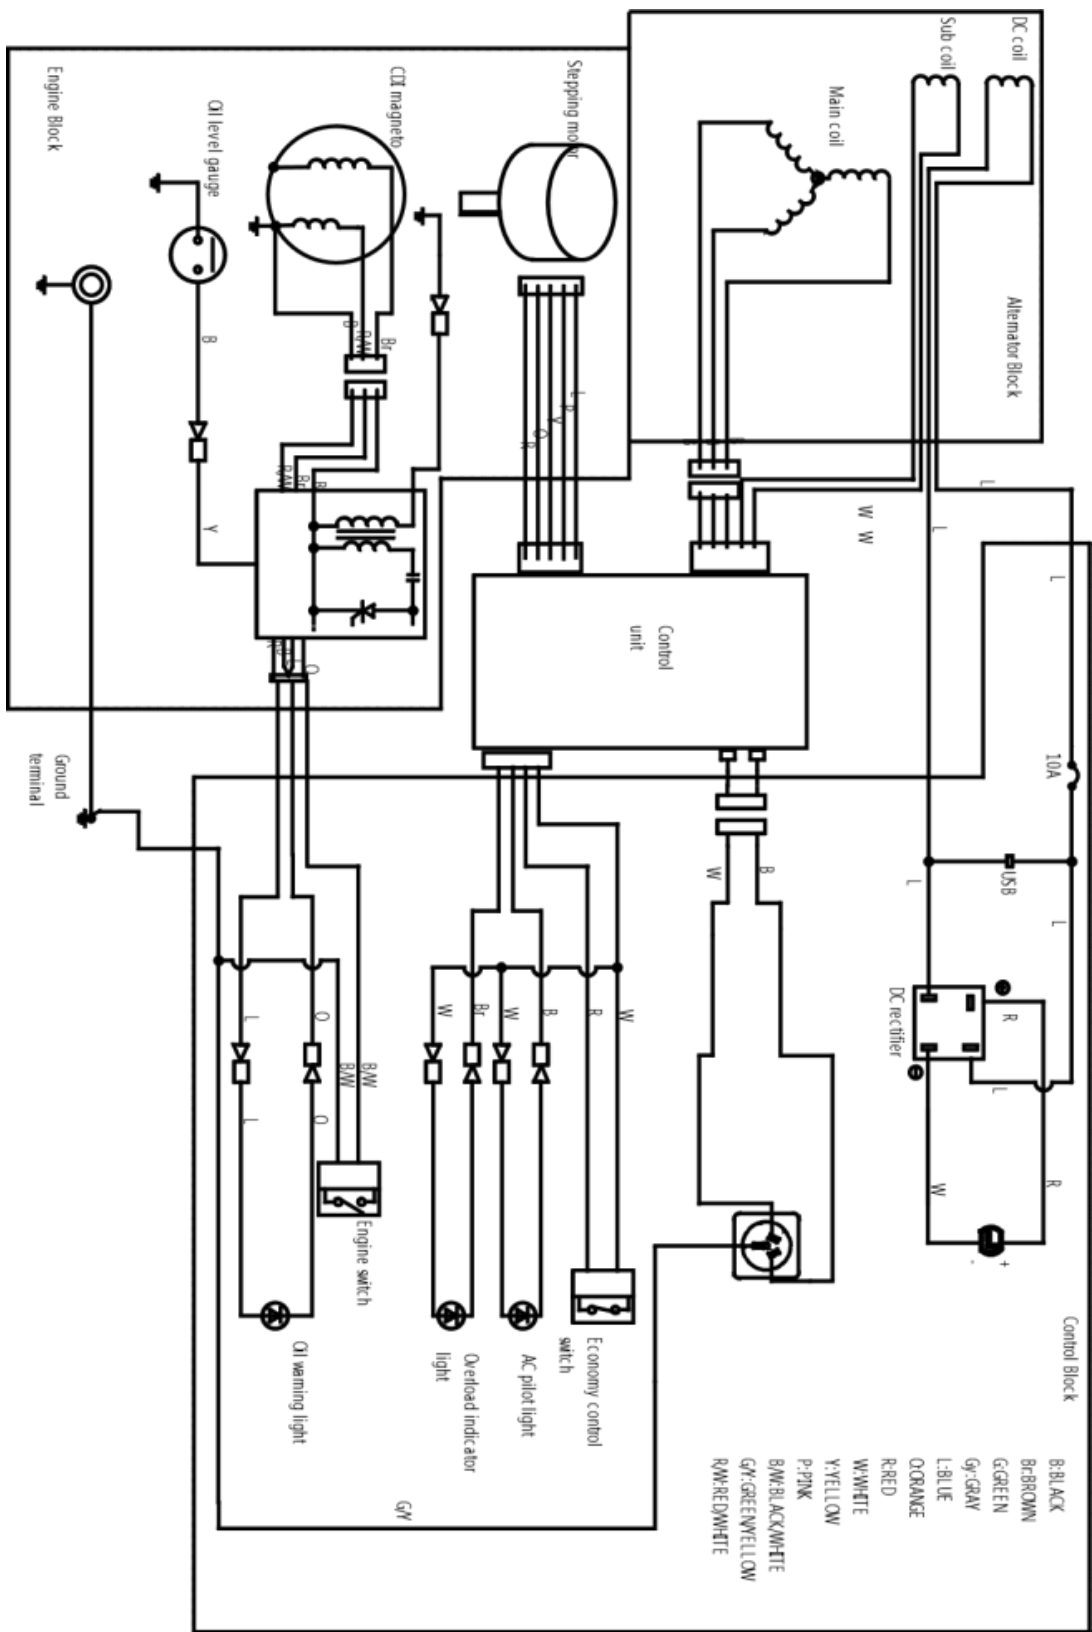 Engine Block
Oil level gauge
CDI magneto
Stepping motor
Main coil
Sub coil
DC coil
Alternator Block
B
B
R/W
Br
R/W
Br
B
Y
L
P
Y
O
R
W
W
L
L
L
Control
unit
O
10A
Ground
terminal
USB
L
L
W
B
DC rectifier
R
L
L
O
B/W
B/W
W
Br
W
B
R
W
L
O
W
R
+
-
Engine switch
Oil warning light
Overload indicator
light
AC pilot light
Economy control
switch
Control Block
G/Y
B:BLACK
Br:BROWN
G:GREEN
Gy:GRAY
L:BLUE
O:ORANGE
R:RED
W:WHITE
Y:YELLOW
P:PINK
B/W:BLACK/WHITE
G/Y:GREEN/YELLOW
R/W:RED/WHITE